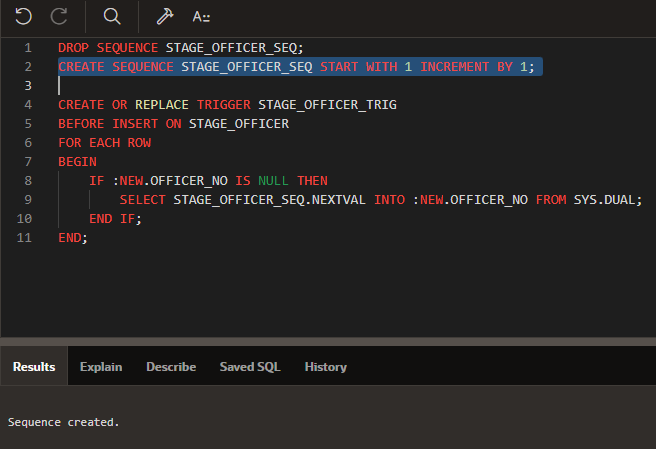 A::
1 DROP SEQUENCE STAGE_OFFICER_SEQ;
2 CREATE SEQUENCE STAGE_OFFICER_SEQ START WITH 1 INCREMENT BY 1;
3
4 CREATE OR REPLACE TRIGGER STAGE_OFFICER_TRIG
5 BEFORE INSERT ON STAGE_OFFICER
6 FOR EACH ROW
7 BEGIN
8 IF :NEW.OFFICER_NO IS NULL THEN
9 SELECT STAGE_OFFICER_SEQ.NEXTVAL INTO :NEW.OFFICER_NO FROM SYS.DUAL;
10 END IF;
11 END;
Results Explain Describe Saved SQL History
Sequence created.